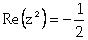 Re(z²) = −1/2